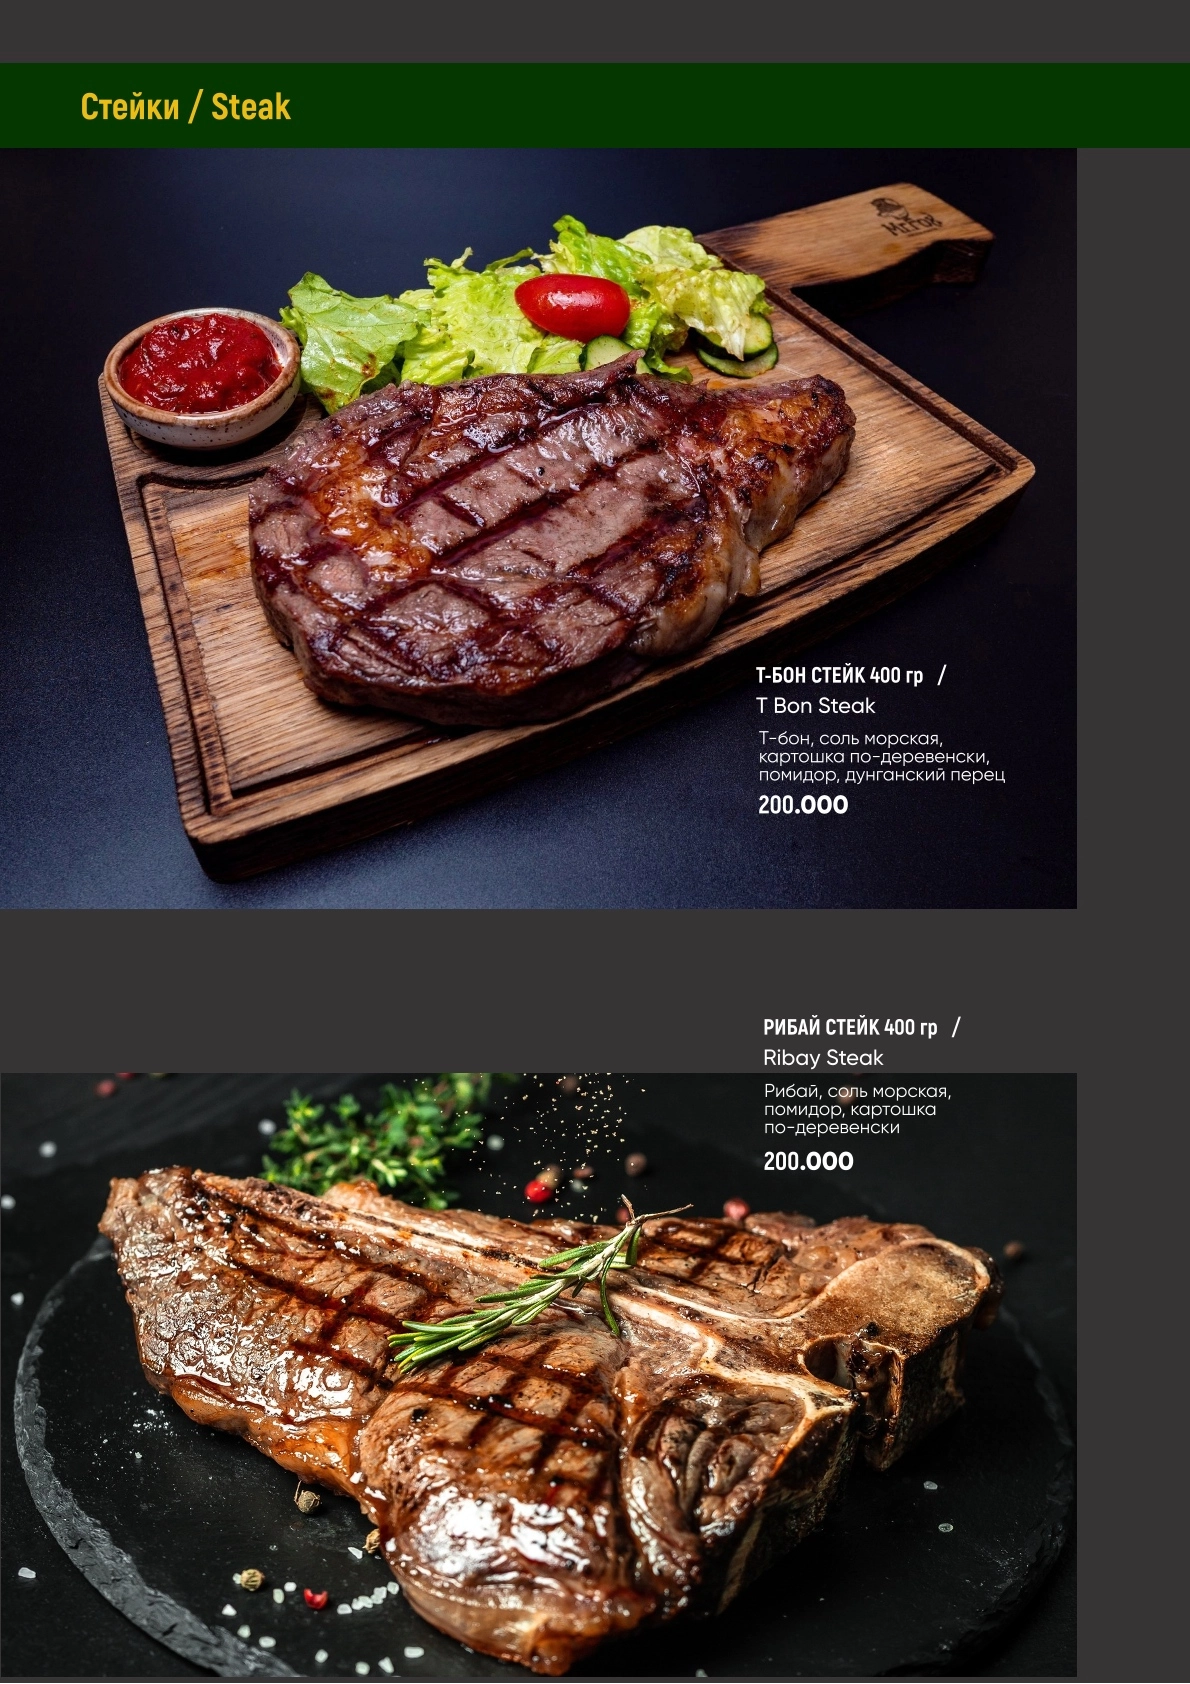 Стейки / Steak
Т-БОН СТЕЙК 400 гр /
T Bon Steak
Т-бон, соль морская,
картошка по-деревенски,
помидор, дунганский перец
200.000
РИБАЙ СТЕЙК 400 гр /
Ribay Steak
Рибай, соль морская,
помидор, картошка
по-деревенски
200.000